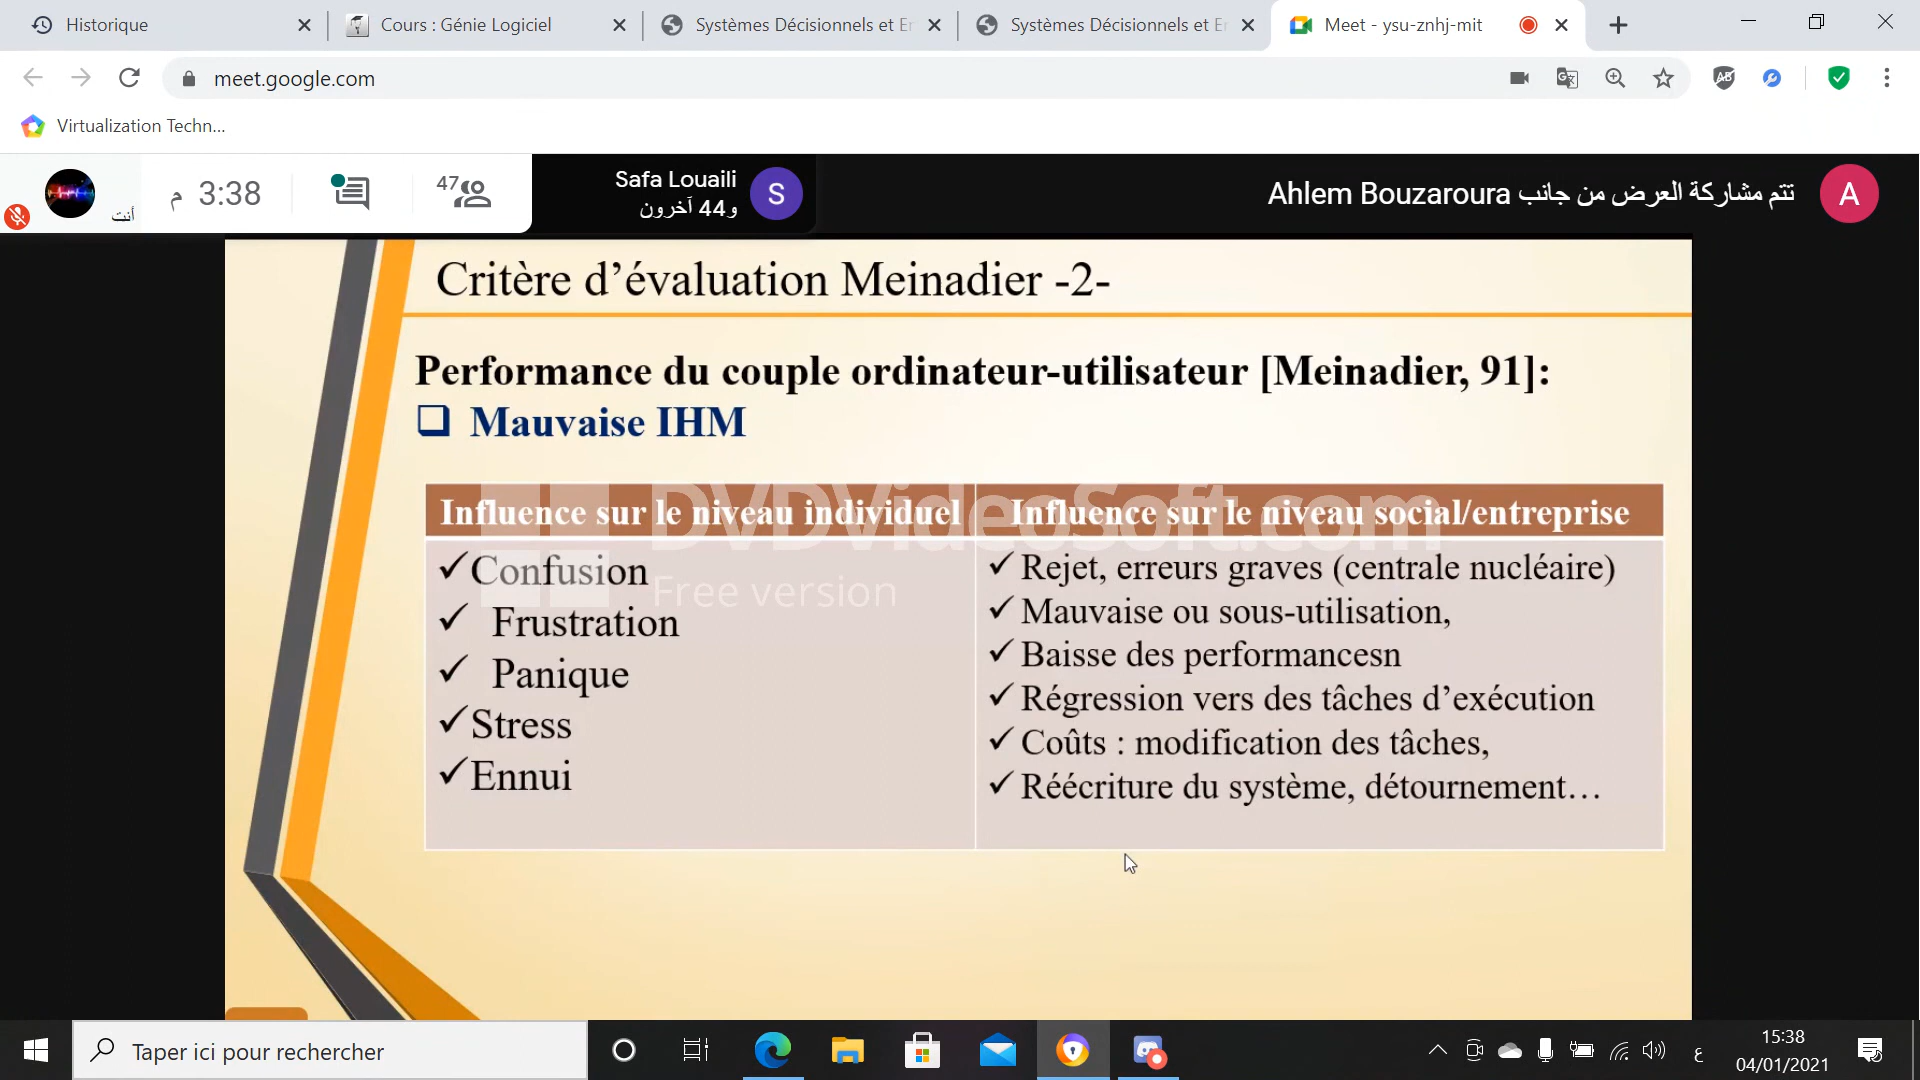 Historique
Cours : Génie Logiciel
Systèmes Décisionnels et En
Systèmes Décisionnels et En
Meet - ysu-znhj-mit
meet.google.com
Virtualization Techn...
أنت
3:38 م
47
Safa Louaili
و44 آخرون
S
تتم مشاركة العرض من جانب Ahlem Bouzaroura
A
Critère d’évaluation Meinadier -2-
Performance du couple ordinateur-utilisateur [Meinadier, 91]:
Mauvaise IHM
Influence sur le niveau individuel
Confusion
Frustration
Panique
Stress
Ennui
Influence sur le niveau social/entreprise
Rejet, erreurs graves (centrale nucléaire)
Mauvaise ou sous-utilisation,
Baisse des performancesn
Régression vers des tâches d’exécution
Coûts : modification des tâches,
Réécriture du système, détournement…
DVDVideoSoft.com
Free version
Taper ici pour rechercher
ع
15:38
04/01/2021